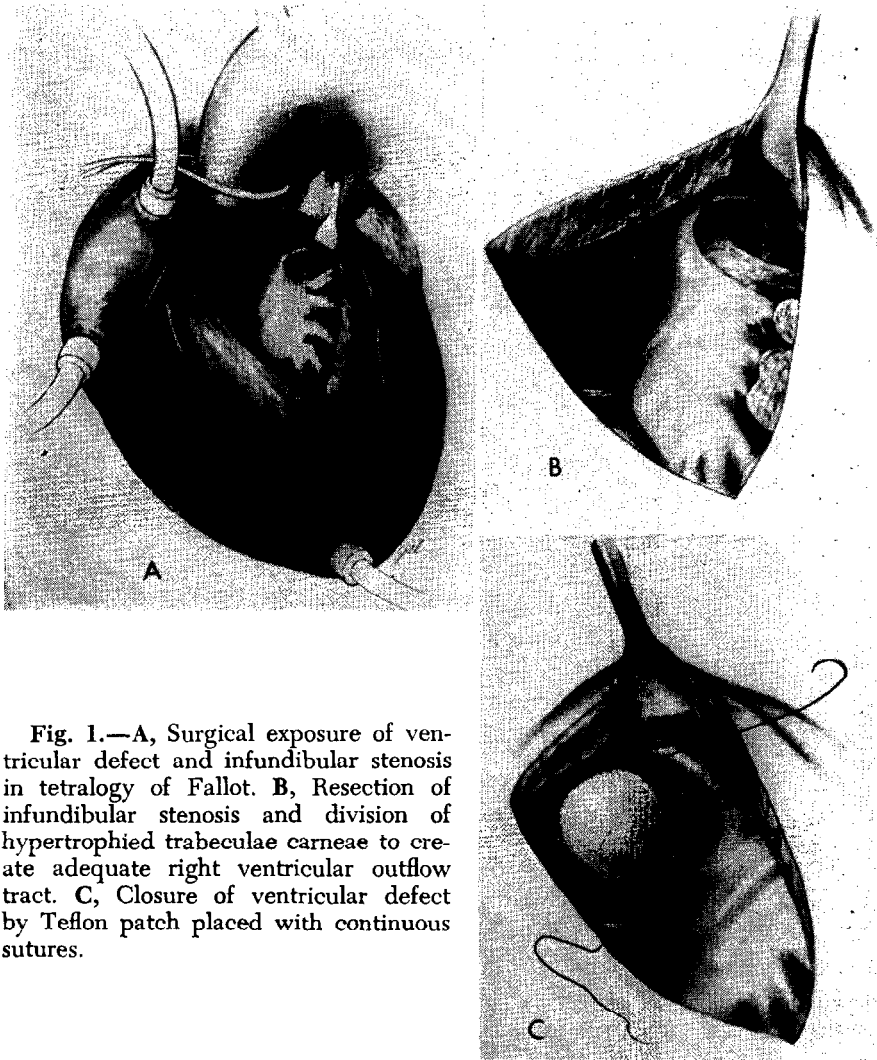 A
B
C
Fig. 1.—A, Surgical exposure of ven-
tricular defect and infundibular stenosis
in tetralogy of Fallot. B, Resection of
infundibular stenosis and division of
hypertrophied trabeculae carneae to cre-
ate adequate right ventricular outflow
tract. C, Closure of ventricular defect
by Teflon patch placed with continuous
sutures.